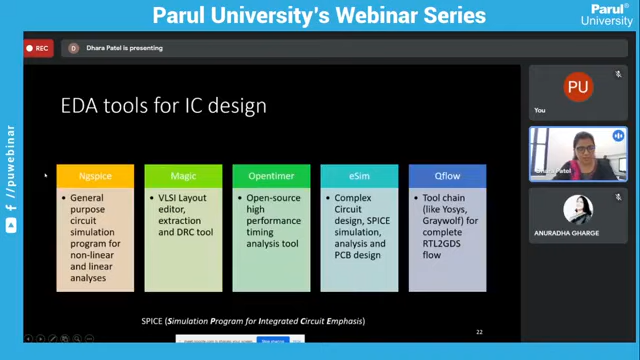 Parul University's Webinar Series
Parul®
University
REC
D
Dhara Patel is presenting
EDA tools for IC design
Ngspice
Magic
Opentimer
eSim
Qflow
• General
purpose
circuit
simulation
program for
non-linear
and linear
analyses
• VLSI Layout
editor,
extraction
and DRC tool
• Open-source
high
performance
timing
analysis tool
• Complex
Circuit
design, SPICE
simulation,
analysis and
PCB design
• Tool chain
(like Yosys,
Graywolf) for
complete
RTL2GDS
flow
SPICE (Simulation Program for Integrated Circuit Emphasis)
22
PU
You
Dhara Patel
ANURADHA GHARGE
/puwebinar